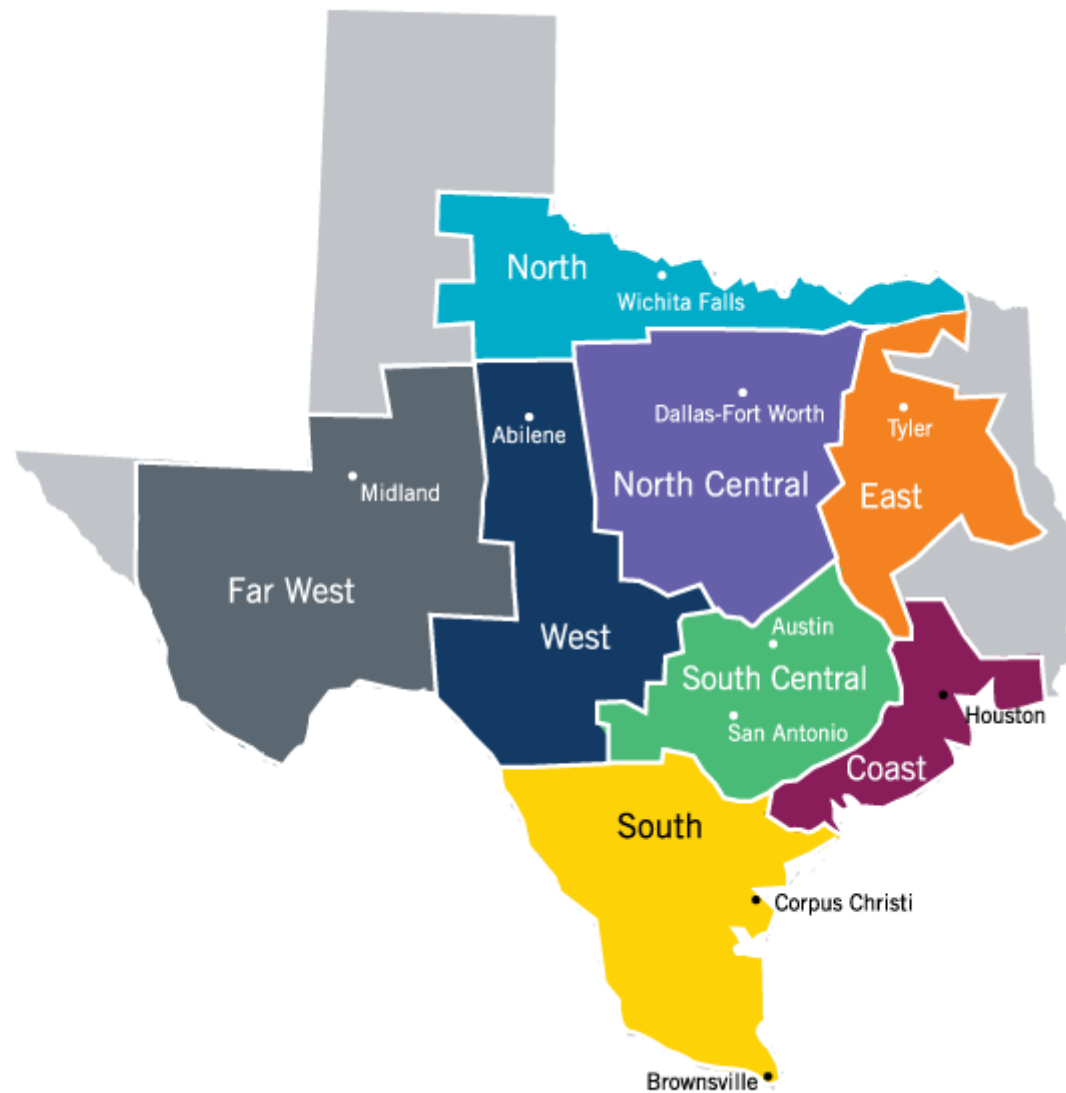 North
Wichita Falls
Dallas-Fort Worth
Abilene
Tyler
Midland
North Central
East
Far West
Austin
West
South Central
Houston
San Antonio
Coast
South
Corpus Christi
Brownsville